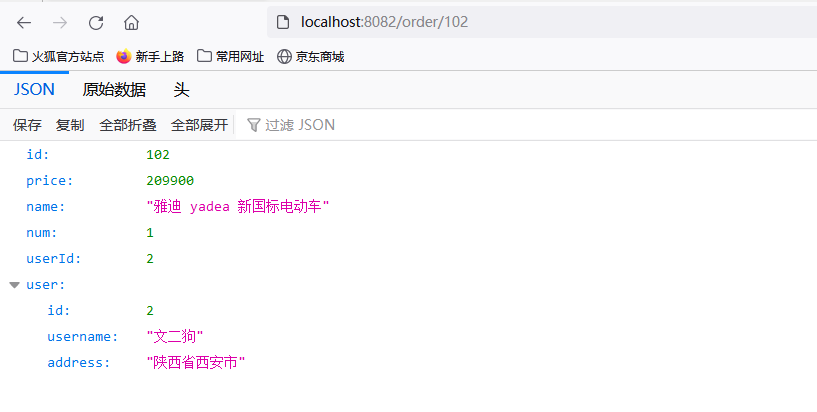 localhost:8082/order/102
火狐官方站点 新手上路 常用网址 京东商城
JSON 原始数据 头
保存 复制 全部折叠 全部展开 过滤 JSON
id: 102
price: 209900
name: "雅迪 yadea 新国标电动车"
num: 1
userId: 2
user:
id: 2
username: "文二狗"
address: "陕西省西安市"